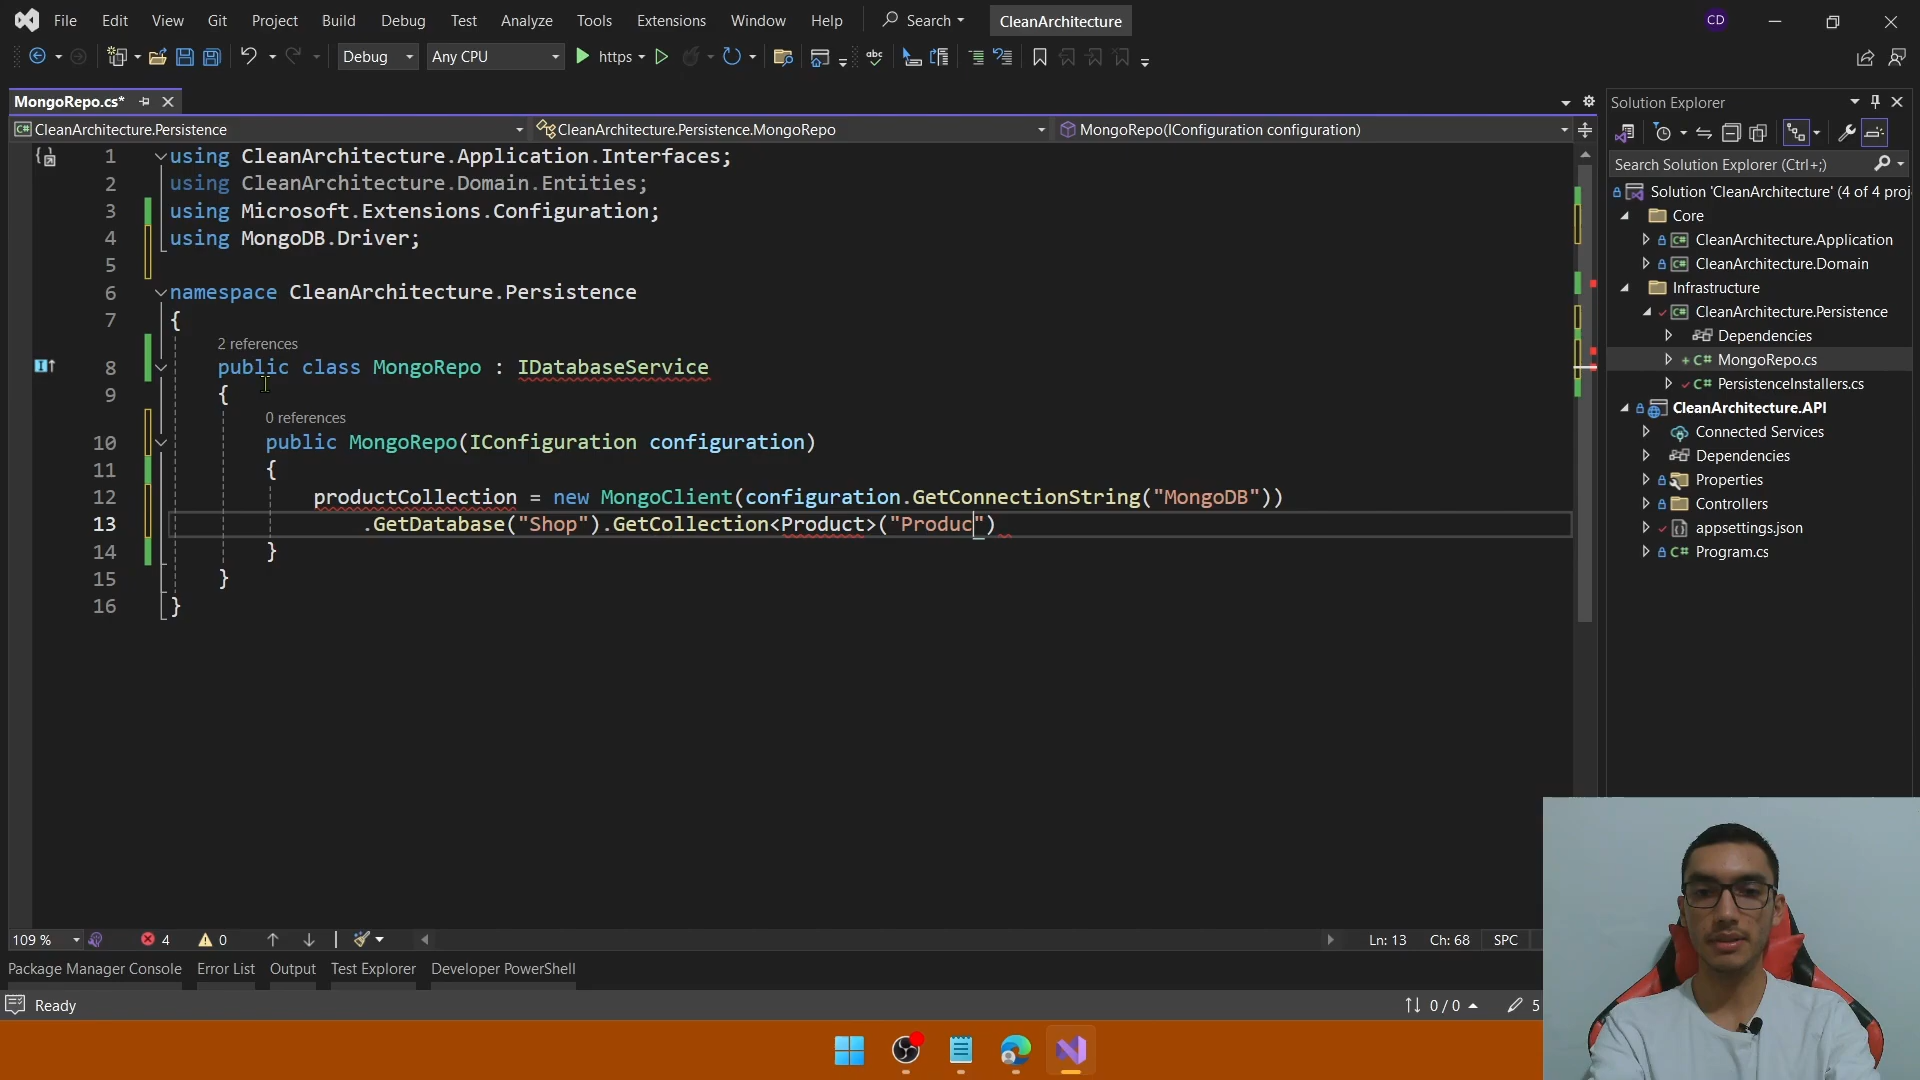 File Edit View Git Project Build Debug Test Analyze Tools Extensions Window Help Search CleanArchitecture CD
Debug Any CPU https
MongoRepo.cs*
CleanArchitecture.Persistence CleanArchitecture.Persistence.MongoRepo MongoRepo(IConfiguration configuration)
1 using CleanArchitecture.Application.Interfaces;
2 using CleanArchitecture.Domain.Entities;
3 using Microsoft.Extensions.Configuration;
4 using MongoDB.Driver;
5
6 namespace CleanArchitecture.Persistence
7 {
2 references
8 public class MongoRepo : IDatabaseService
9 {
0 references
10 public MongoRepo(IConfiguration configuration)
11 {
12 productCollection = new MongoClient(configuration.GetConnectionString("MongoDB"))
13 .GetDatabase("Shop").GetCollection<Product>("Produc")
14 }
15 }
16 }
109 % 4 0 Ln: 13 Ch: 68 SPC
Package Manager Console Error List Output Test Explorer Developer PowerShell
Ready 0 / 0 5
Solution Explorer
Search Solution Explorer (Ctrl+;)
Solution 'CleanArchitecture' (4 of 4 proj
Core
CleanArchitecture.Application
CleanArchitecture.Domain
Infrastructure
CleanArchitecture.Persistence
Dependencies
MongoRepo.cs
PersistenceInstallers.cs
CleanArchitecture.API
Connected Services
Dependencies
Properties
Controllers
appsettings.json
Program.cs